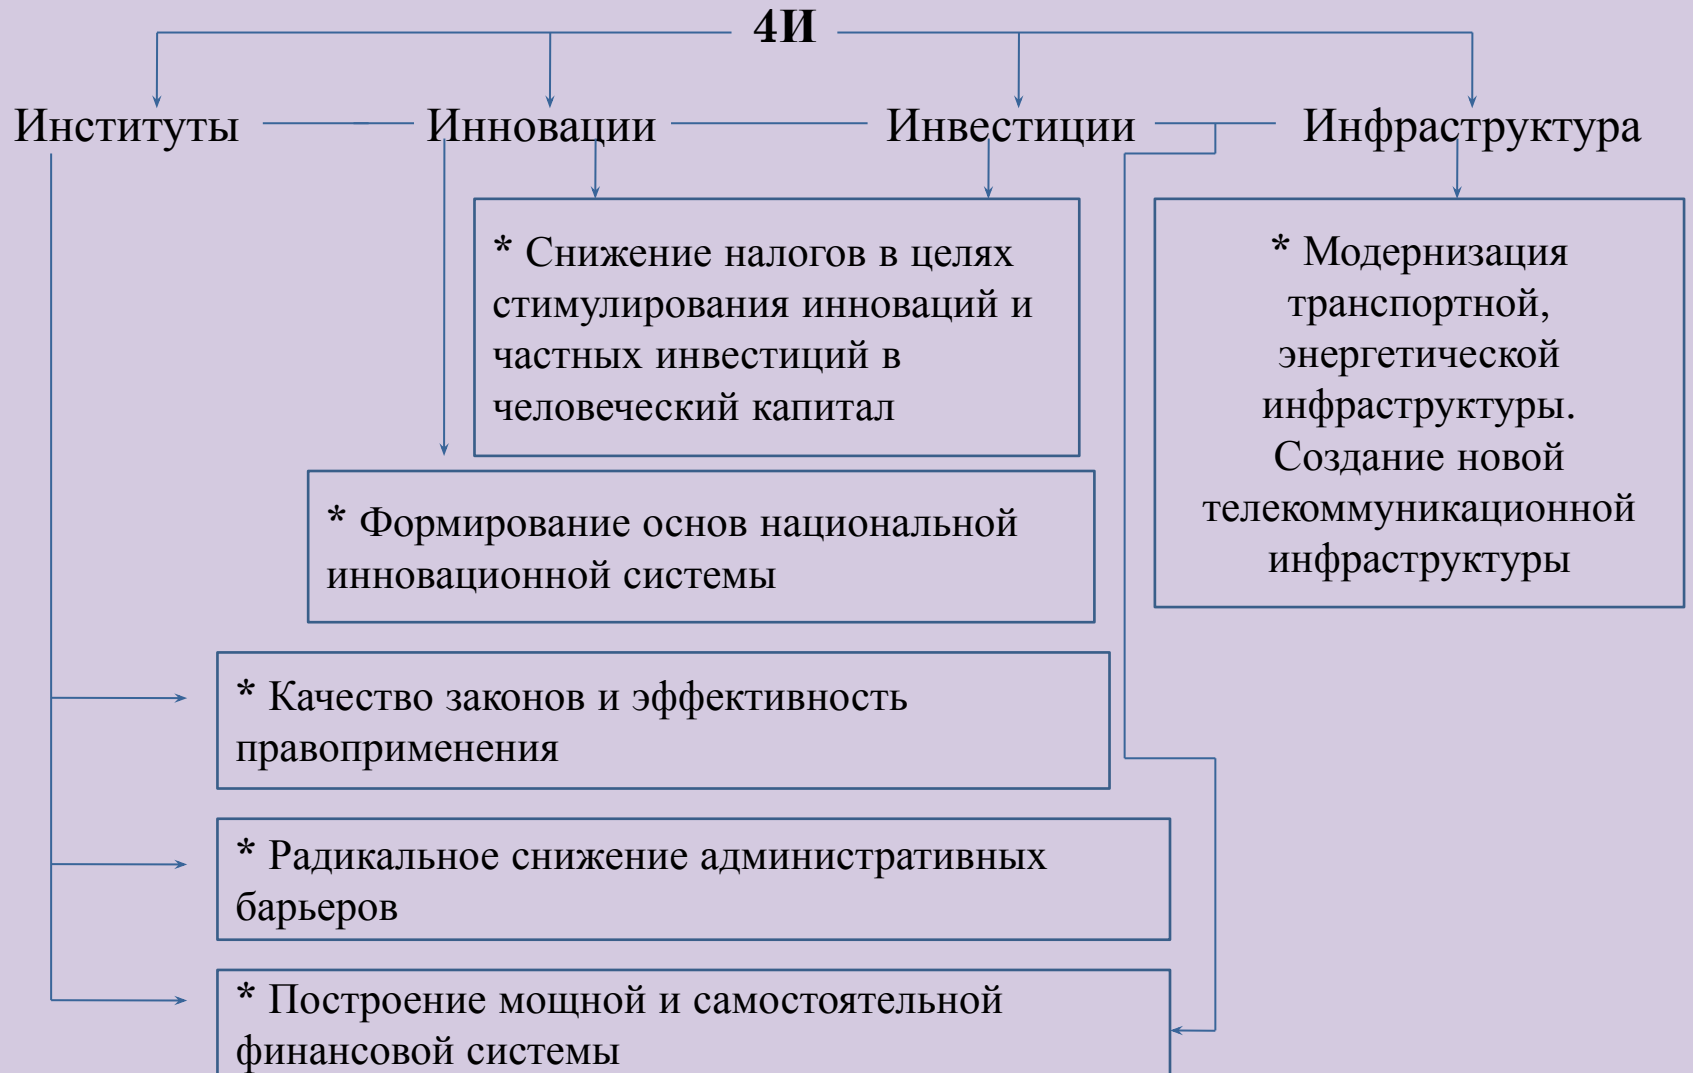 4И
Институты
Инновации
Инвестиции
Инфраструктура
* Снижение налогов в целях
стимулирования инноваций и
частных инвестиций в
человеческий капитал
* Модернизация
транспортной,
энергетической
инфраструктуры.
Создание новой
телекоммуникационной
инфраструктуры
* Формирование основ национальной
инновационной системы
* Качество законов и эффективность
правоприменения
* Радикальное снижение административных
барьеров
* Построение мощной и самостоятельной
финансовой системы